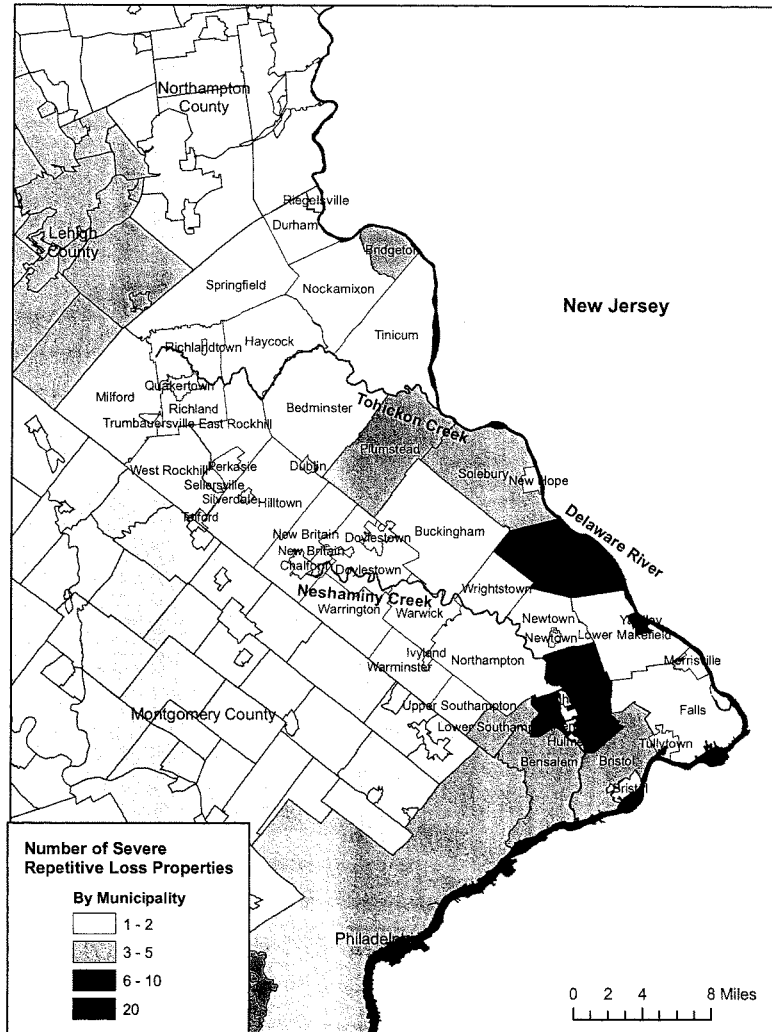 Northampton
County
Riegelsville
Durham
Bridgeton
Lehigh
County
Springfield
Nockamixon
New Jersey
Tinicum
Haycock
Richlandtown
Quakertown
Milford
Richland
Bedminster
Trumbauersville
East Rockhill
Tohickon Creek
Plumstead
Solebury
New Hope
West Rockhill
Perkasie
Dublin
Sellersville
Silverdale
Hilltown
Telford
Delaware River
Buckingham
New Britain
Doylestown
New Britain
Chalfont
Doylestown
Wrightstown
Neshaminy Creek
Warrington
Warwick
Newtown
Yardley
Newtown
Lower Makefield
Ivyland
Northampton
Morrisville
Warminster
Upper Southampton
Falls
Montgomery County
Tullytown
Bensalem
Bristol
Bristol
Philadelphia
Number of Severe
Repetitive Loss Properties
By Municipality
1 - 2
3 - 5
6 - 10
20
0 2 4 8 Miles